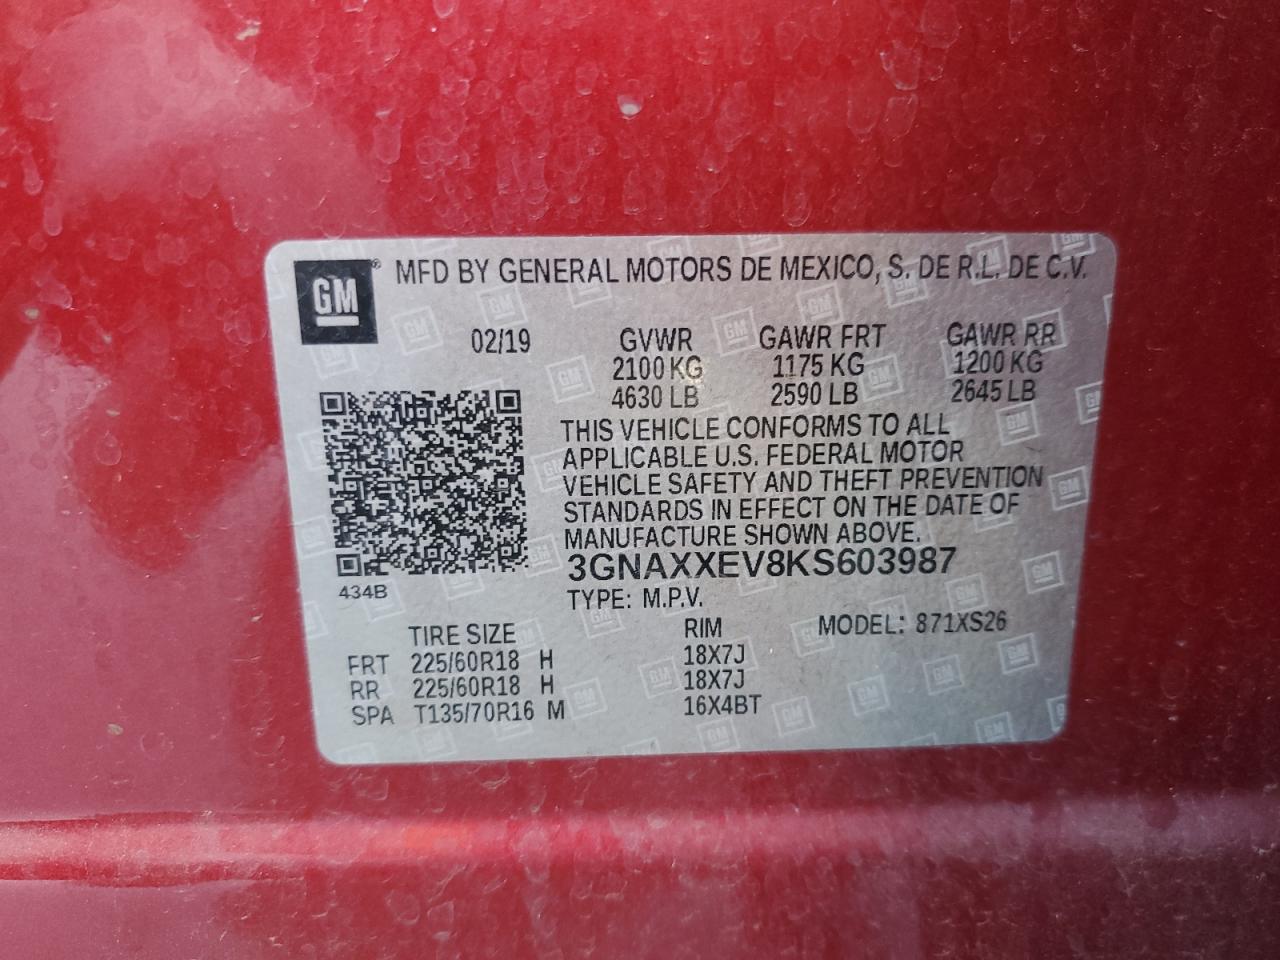 GM® MFD BY GENERAL MOTORS DE MEXICO, S. DE R.L. DE C.V.
02/19 GVWR GAWR FRT GAWR RR
2100 KG 1175 KG 1200 KG
4630 LB 2590 LB 2645 LB
THIS VEHICLE CONFORMS TO ALL
APPLICABLE U.S. FEDERAL MOTOR
VEHICLE SAFETY AND THEFT PREVENTION
STANDARDS IN EFFECT ON THE DATE OF
MANUFACTURE SHOWN ABOVE.
3GNAXXEV8KS603987
434B
TYPE: M.P.V.
TIRE SIZE RIM MODEL: 871XS26
FRT 225/60R18 H 18X7J
RR 225/60R18 H 18X7J
SPA T135/70R16 M 16X4BT